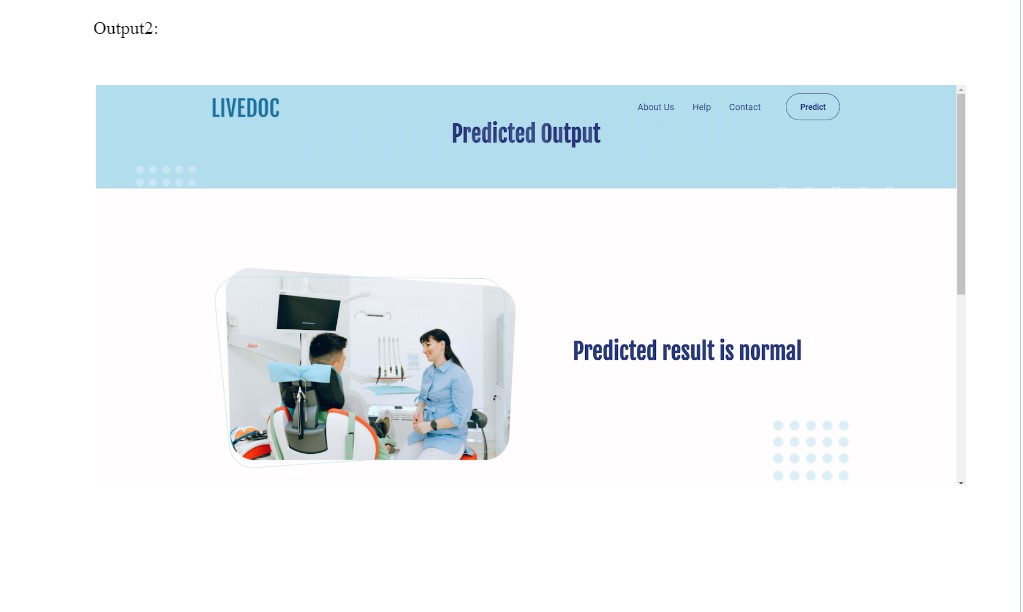 Output2:
LIVEDOC
About Us Help Contact Predict
Predicted Output
Predicted result is normal